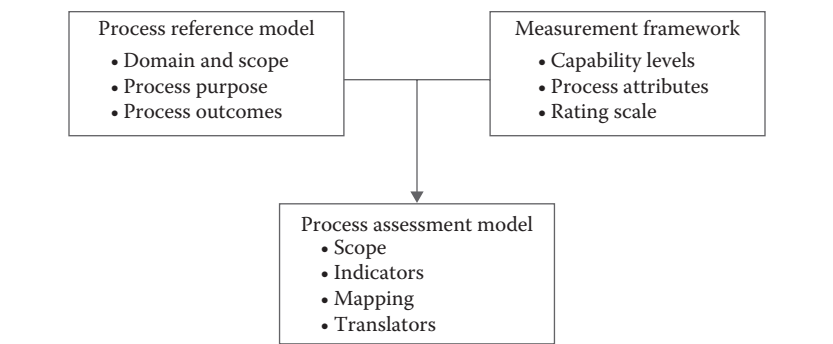 Process reference model
• Domain and scope
• Process purpose
• Process outcomes
Measurement framework
• Capability levels
• Process attributes
• Rating scale
Process assessment model
• Scope
• Indicators
• Mapping
• Translators